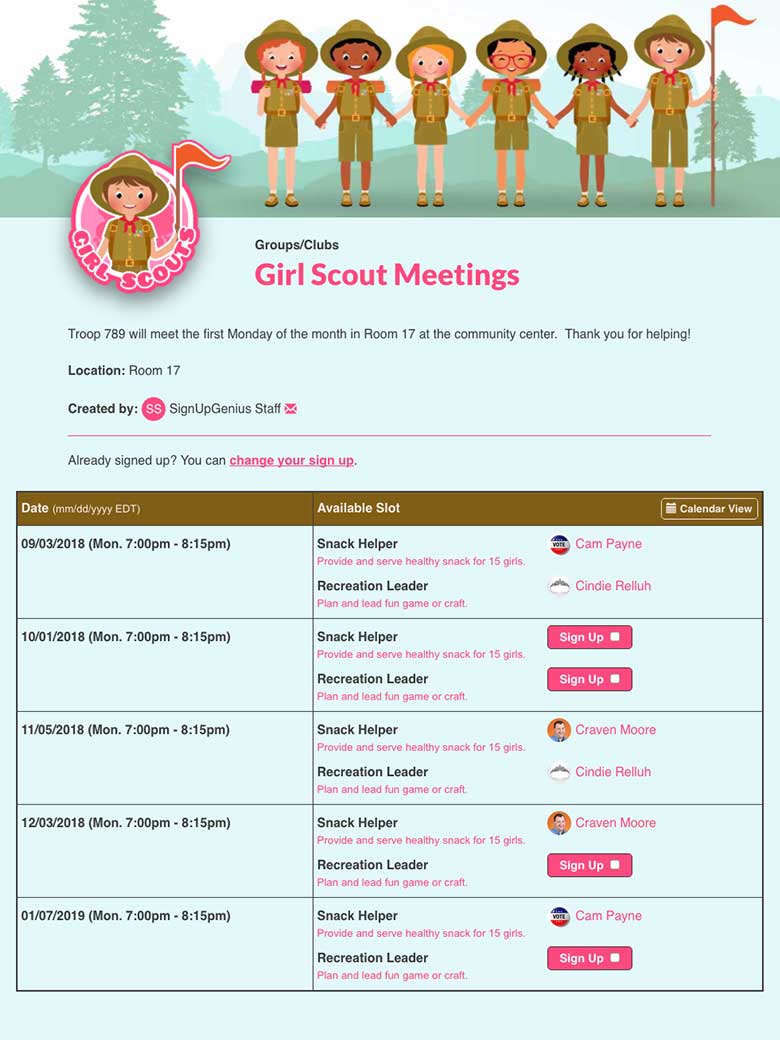 GIRL SCOUTS
Groups/Clubs
Girl Scout Meetings
Troop 789 will meet the first Monday of the month in Room 17 at the community center.  Thank you for helping!
Location: Room 17
Created by: SS SignUpGenius Staff
Already signed up? You can change your sign up.
Date (mm/dd/yyyy EDT) Available Slot Calendar View
09/03/2018 (Mon. 7:00pm - 8:15pm) Snack Helper VOTE Cam Payne
Provide and serve healthy snack for 15 girls.
Recreation Leader Cindie Relluh
Plan and lead fun game or craft.
10/01/2018 (Mon. 7:00pm - 8:15pm) Snack Helper Sign Up
Provide and serve healthy snack for 15 girls.
Recreation Leader Sign Up
Plan and lead fun game or craft.
11/05/2018 (Mon. 7:00pm - 8:15pm) Snack Helper Craven Moore
Provide and serve healthy snack for 15 girls.
Recreation Leader Cindie Relluh
Plan and lead fun game or craft.
12/03/2018 (Mon. 7:00pm - 8:15pm) Snack Helper Craven Moore
Provide and serve healthy snack for 15 girls.
Recreation Leader Sign Up
Plan and lead fun game or craft.
01/07/2019 (Mon. 7:00pm - 8:15pm) Snack Helper VOTE Cam Payne
Provide and serve healthy snack for 15 girls.
Recreation Leader Sign Up
Plan and lead fun game or craft.